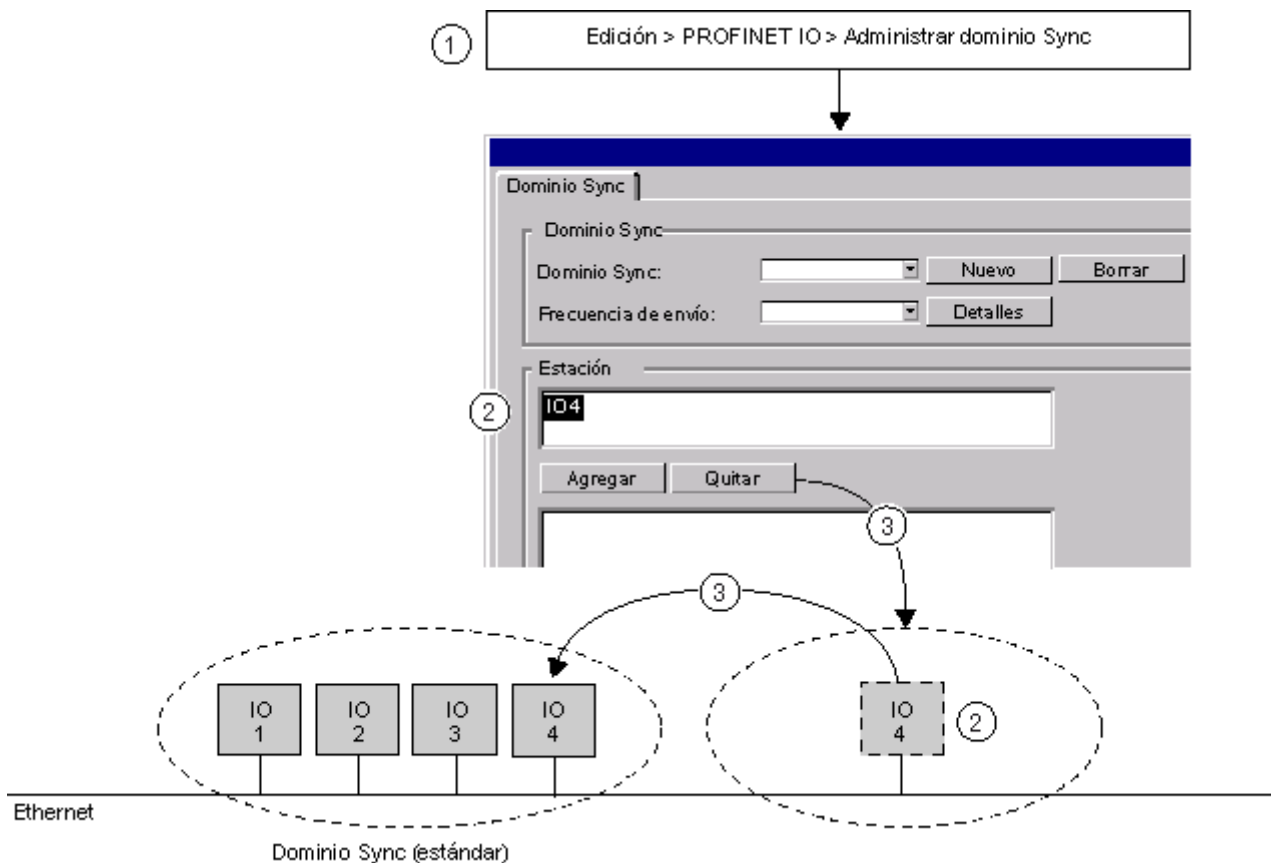 1
Edición > PROFINET IO > Administrar dominio Sync
Dominio Sync
Dominio Sync
Dominio Sync:
Nuevo
Borrar
Frecuencia de envío:
Detalles
Estación
2
IO4
Agregar
Quitar
3
3
IO
1
IO
2
IO
3
IO
4
IO
4
2
Ethernet
Dominio Sync (estándar)